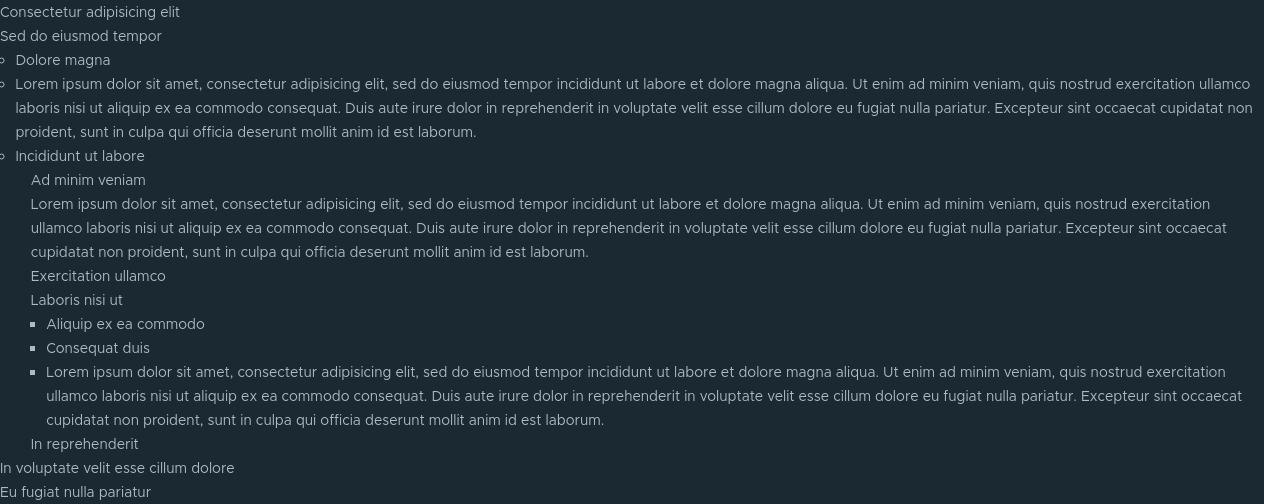 Consectetur adipisicing elit
Sed do eiusmod tempor
Dolore magna
Lorem ipsum dolor sit amet, consectetur adipisicing elit, sed do eiusmod tempor incididunt ut labore et dolore magna aliqua. Ut enim ad minim veniam, quis nostrud exercitation ullamco
laboris nisi ut aliquip ex ea commodo consequat. Duis aute irure dolor in reprehenderit in voluptate velit esse cillum dolore eu fugiat nulla pariatur. Excepteur sint occaecat cupidatat non
proident, sunt in culpa qui officia deserunt mollit anim id est laborum.
Incididunt ut labore
Ad minim veniam
Lorem ipsum dolor sit amet, consectetur adipisicing elit, sed do eiusmod tempor incididunt ut labore et dolore magna aliqua. Ut enim ad minim veniam, quis nostrud exercitation
ullamco laboris nisi ut aliquip ex ea commodo consequat. Duis aute irure dolor in reprehenderit in voluptate velit esse cillum dolore eu fugiat nulla pariatur. Excepteur sint occaecat
cupidatat non proident, sunt in culpa qui officia deserunt mollit anim id est laborum.
Exercitation ullamco
Laboris nisi ut
Aliquip ex ea commodo
Consequat duis
Lorem ipsum dolor sit amet, consectetur adipisicing elit, sed do eiusmod tempor incididunt ut labore et dolore magna aliqua. Ut enim ad minim veniam, quis nostrud exercitation
ullamco laboris nisi ut aliquip ex ea commodo consequat. Duis aute irure dolor in reprehenderit in voluptate velit esse cillum dolore eu fugiat nulla pariatur. Excepteur sint occaecat
cupidatat non proident, sunt in culpa qui officia deserunt mollit anim id est laborum.
In reprehenderit
In voluptate velit esse cillum dolore
Eu fugiat nulla pariatur